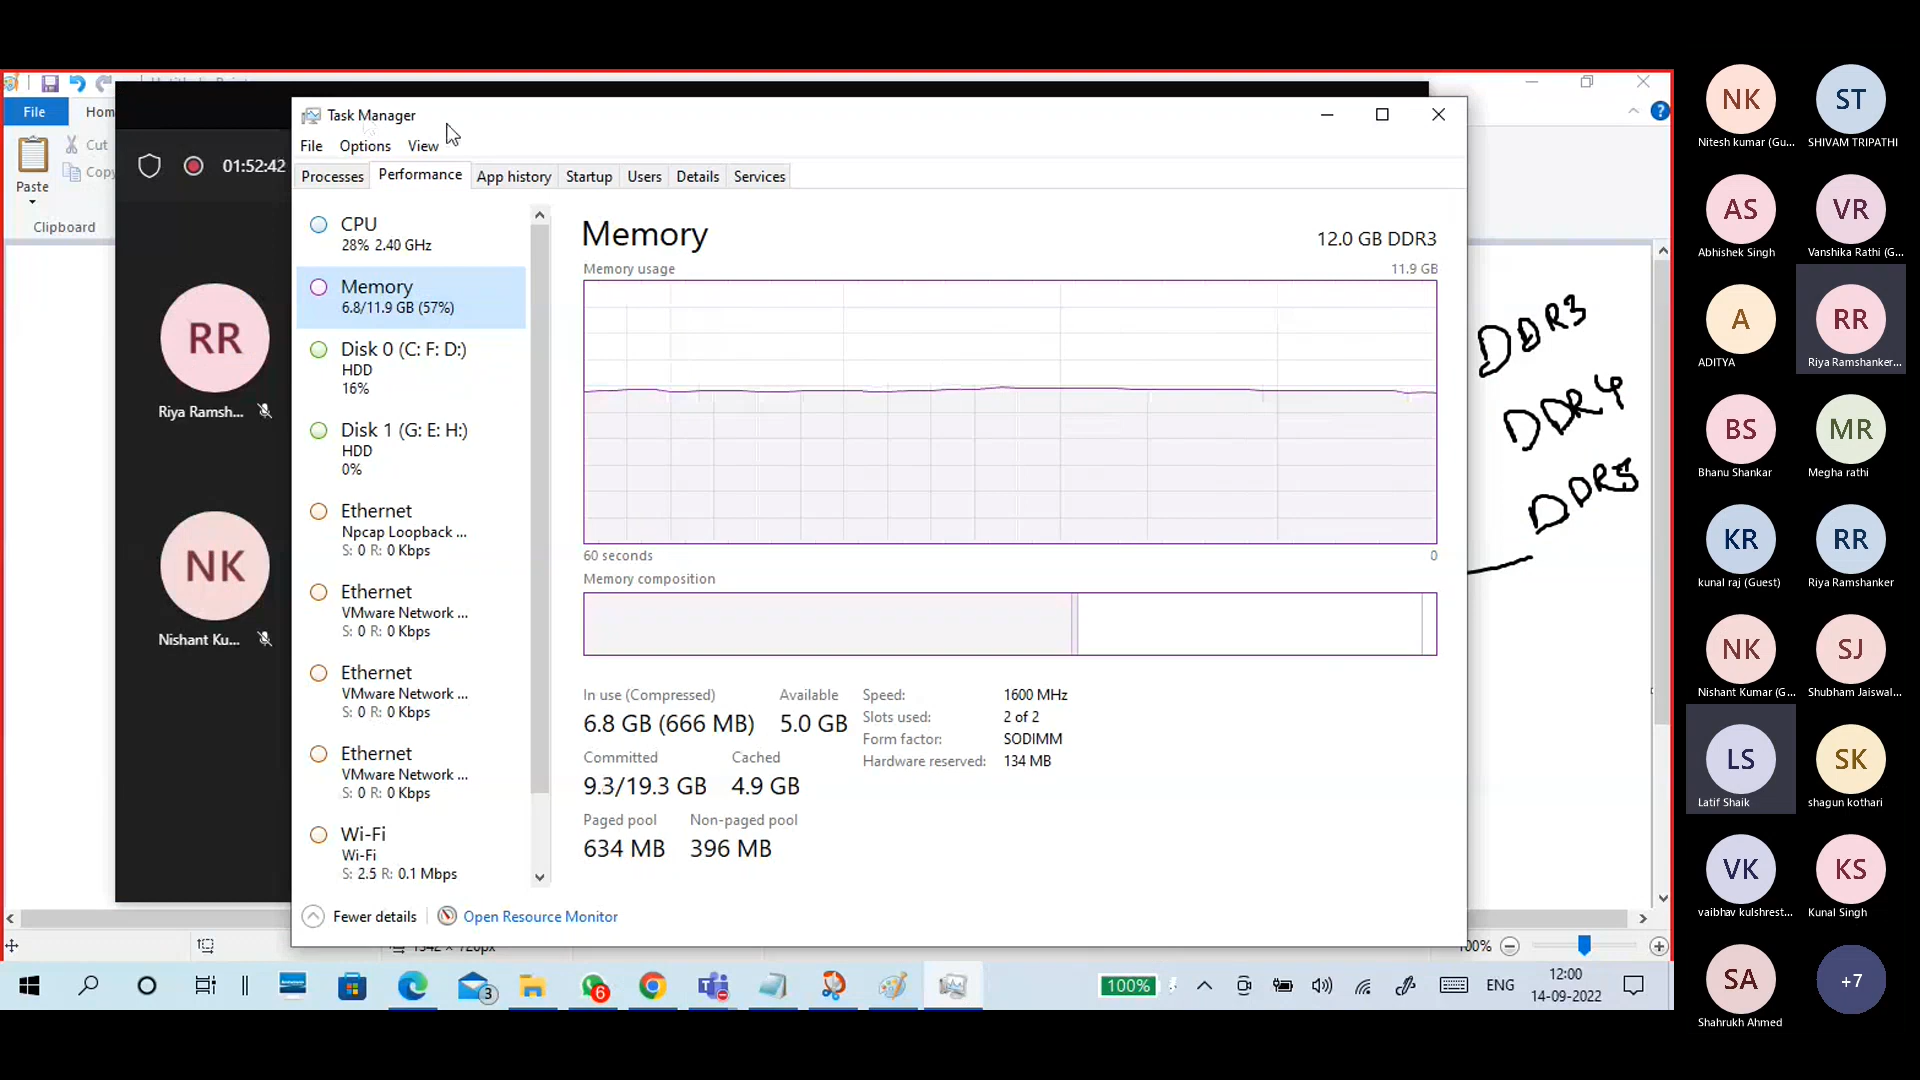 File
Hom
?
Paste
Cut
Copy
Clipboard
01:52:42
RR
Riya Ramsh...
NK
Nishant Ku...
Task Manager
File Options View
Processes Performance App history Startup Users Details Services
CPU
28% 2.40 GHz
Memory
6.8/11.9 GB (57%)
Disk 0 (C: F: D:)
HDD
16%
Disk 1 (G: E: H:)
HDD
0%
Ethernet
Npcap Loopback ...
S: 0 R: 0 Kbps
Ethernet
VMware Network ...
S: 0 R: 0 Kbps
Ethernet
VMware Network ...
S: 0 R: 0 Kbps
Ethernet
VMware Network ...
S: 0 R: 0 Kbps
Wi-Fi
Wi-Fi
S: 2.5 R: 0.1 Mbps
Memory 12.0 GB DDR3
Memory usage 11.9 GB
60 seconds 0
Memory composition
In use (Compressed) Available
6.8 GB (666 MB) 5.0 GB
Committed Cached
9.3/19.3 GB 4.9 GB
Paged pool Non-paged pool
634 MB 396 MB
Speed: 1600 MHz
Slots used: 2 of 2
Form factor: SODIMM
Hardware reserved: 134 MB
Fewer details Open Resource Monitor
DDR3
DDR4
DDR5
100%
3
6
100%
ENG
12:00
14-09-2022
NK ST
Nitesh kumar (Gu... SHIVAM TRIPATHI
AS VR
Abhishek Singh Vanshika Rathi (G...
A RR
ADITYA Riya Ramshanker...
BS MR
Bhanu Shankar Megha rathi
KR RR
kunal raj (Guest) Riya Ramshanker
NK SJ
Nishant Kumar (G... Shubham Jaiswal...
LS SK
Latif Shaik shagun kothari
VK KS
vaibhav kulshrest... Kunal Singh
SA +7
Shahrukh Ahmed